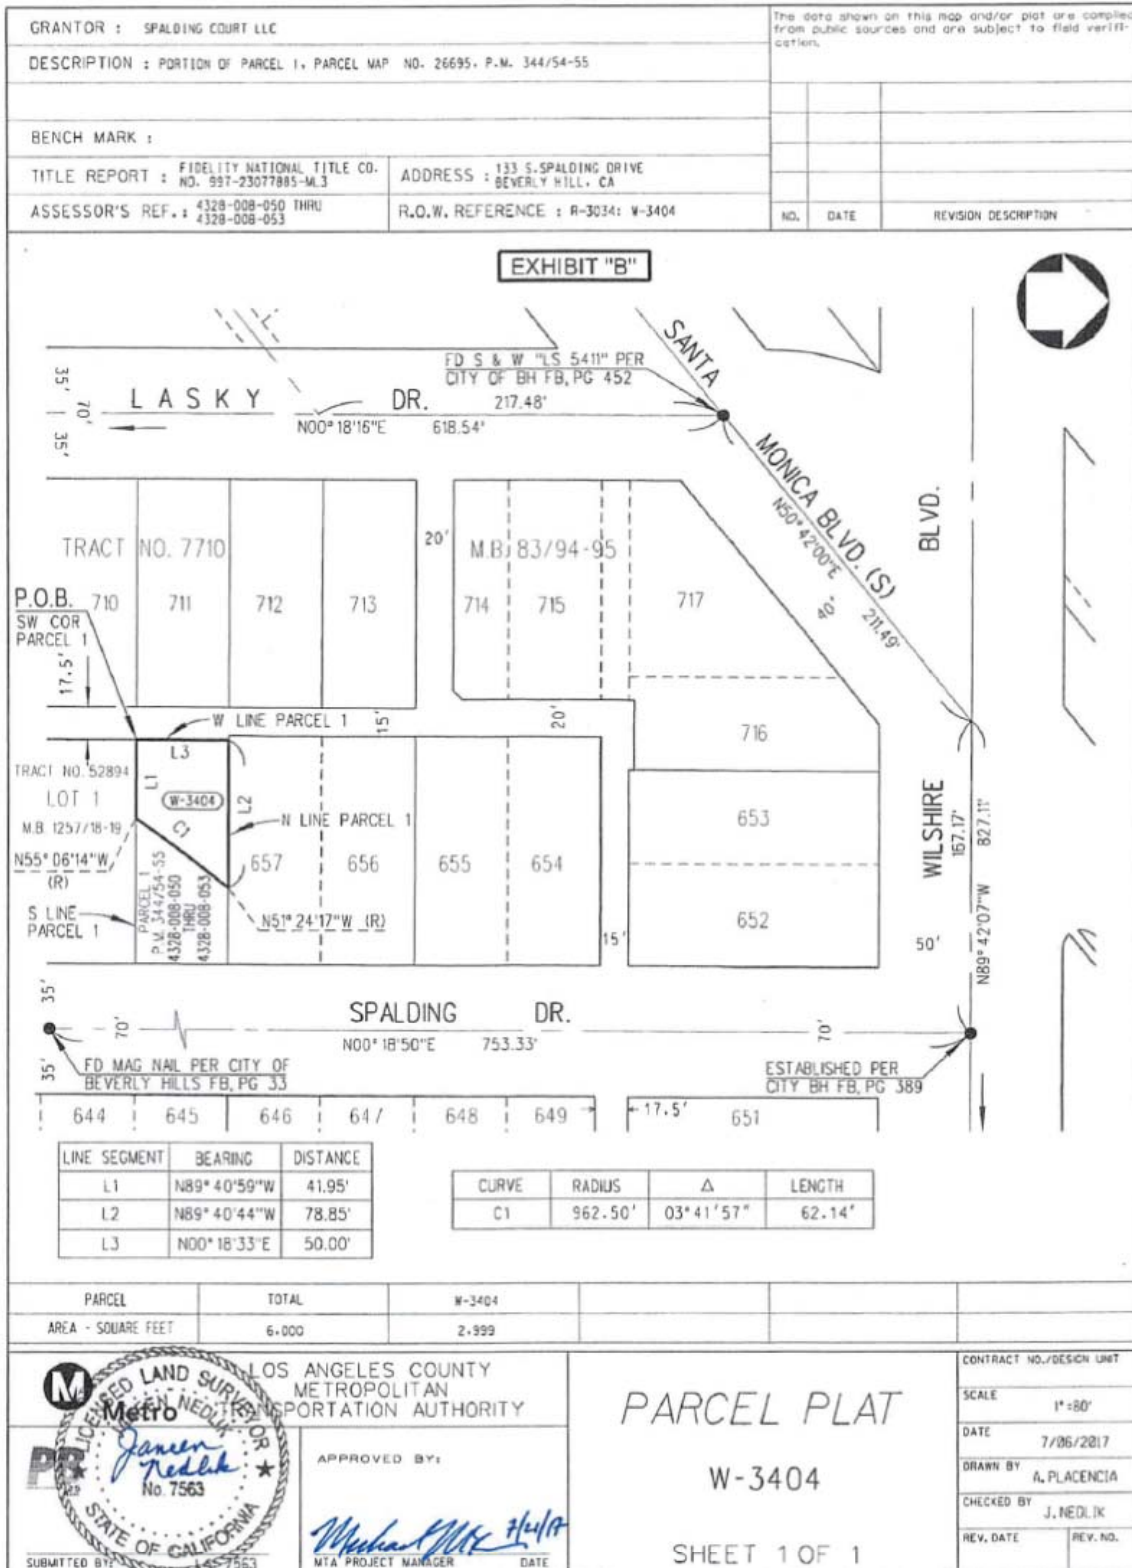 GRANTOR : SPALDING COURT LLC
The data shown on this map and/or plat are compiled
from public sources and are subject to field verifi-
cation.
DESCRIPTION : PORTION OF PARCEL 1, PARCEL MAP NO. 26695, P.M. 344/54-55
BENCH MARK :
TITLE REPORT : FIDELITY NATIONAL TITLE CO.
NO. 997-23077885-ML3
ADDRESS : 133 S.SPALDING DRIVE
BEVERLY HILL, CA
ASSESSOR'S REF.: 4328-008-050 THRU
4328-008-053
R.O.W. REFERENCE : R-3034; W-3404
NO. DATE REVISION DESCRIPTION
EXHIBIT "B"
SANTA
MONICA BLVD. (S)
N50°42'00"E 211.49'
40'
FD S & W "LS 5411" PER
CITY OF BH FB, PG 452
35'
70'
35'
LASKY DR.
217.48'
N00°18'16"E 618.54'
BLVD.
WILSHIRE
167.17'
827.11'
N89°42'07"W
50'
TRACT NO. 7710
20'
M.B. 83/94-95
710 711 712 713 714 715 717
716
653
652
P.O.B.
SW COR
PARCEL 1
17.5'
W LINE PARCEL 1
15'
20'
TRACT NO. 52894
LOT 1
M.B. 1257/18-19
L3
L1
W-3404
L2
C1
N LINE PARCEL 1
N55°06'14"W
(R)
657 656 655 654
S LINE
PARCEL 1
PARCEL 1
P.M. 344/54-55
4328-008-050
THRU
4328-008-053
N51°24'17"W (R)
15'
35'
35'
70'
SPALDING DR.
N00°18'50"E 753.33'
70'
FD MAG NAIL PER CITY OF
BEVERLY HILLS FB, PG 33
ESTABLISHED PER
CITY BH FB, PG 389
644 645 646 647 648 649 17.5' 651
LINE SEGMENT BEARING DISTANCE
L1 N89°40'59"W 41.95'
L2 N89°40'44"W 78.85'
L3 N00°18'33"E 50.00'
CURVE RADIUS Δ LENGTH
C1 962.50' 03°41'57" 62.14'
PARCEL TOTAL W-3404
AREA - SQUARE FEET 6,000 2,999
LOS ANGELES COUNTY
METROPOLITAN
TRANSPORTATION AUTHORITY
M
Metro
LICENSED LAND SURVEYOR
JANEEN NEDLIK
Janeen
Nedlik
No. 7563
STATE OF CALIFORNIA
SUBMITTED BY: 7563
APPROVED BY:
MTA PROJECT MANAGER DATE
PARCEL PLAT
W-3404
SHEET 1 OF 1
CONTRACT NO./DESIGN UNIT
SCALE
1"=80'
DATE
7/06/2017
DRAWN BY
A. PLACENCIA
CHECKED BY
J. NEDLIK
REV. DATE REV. NO.